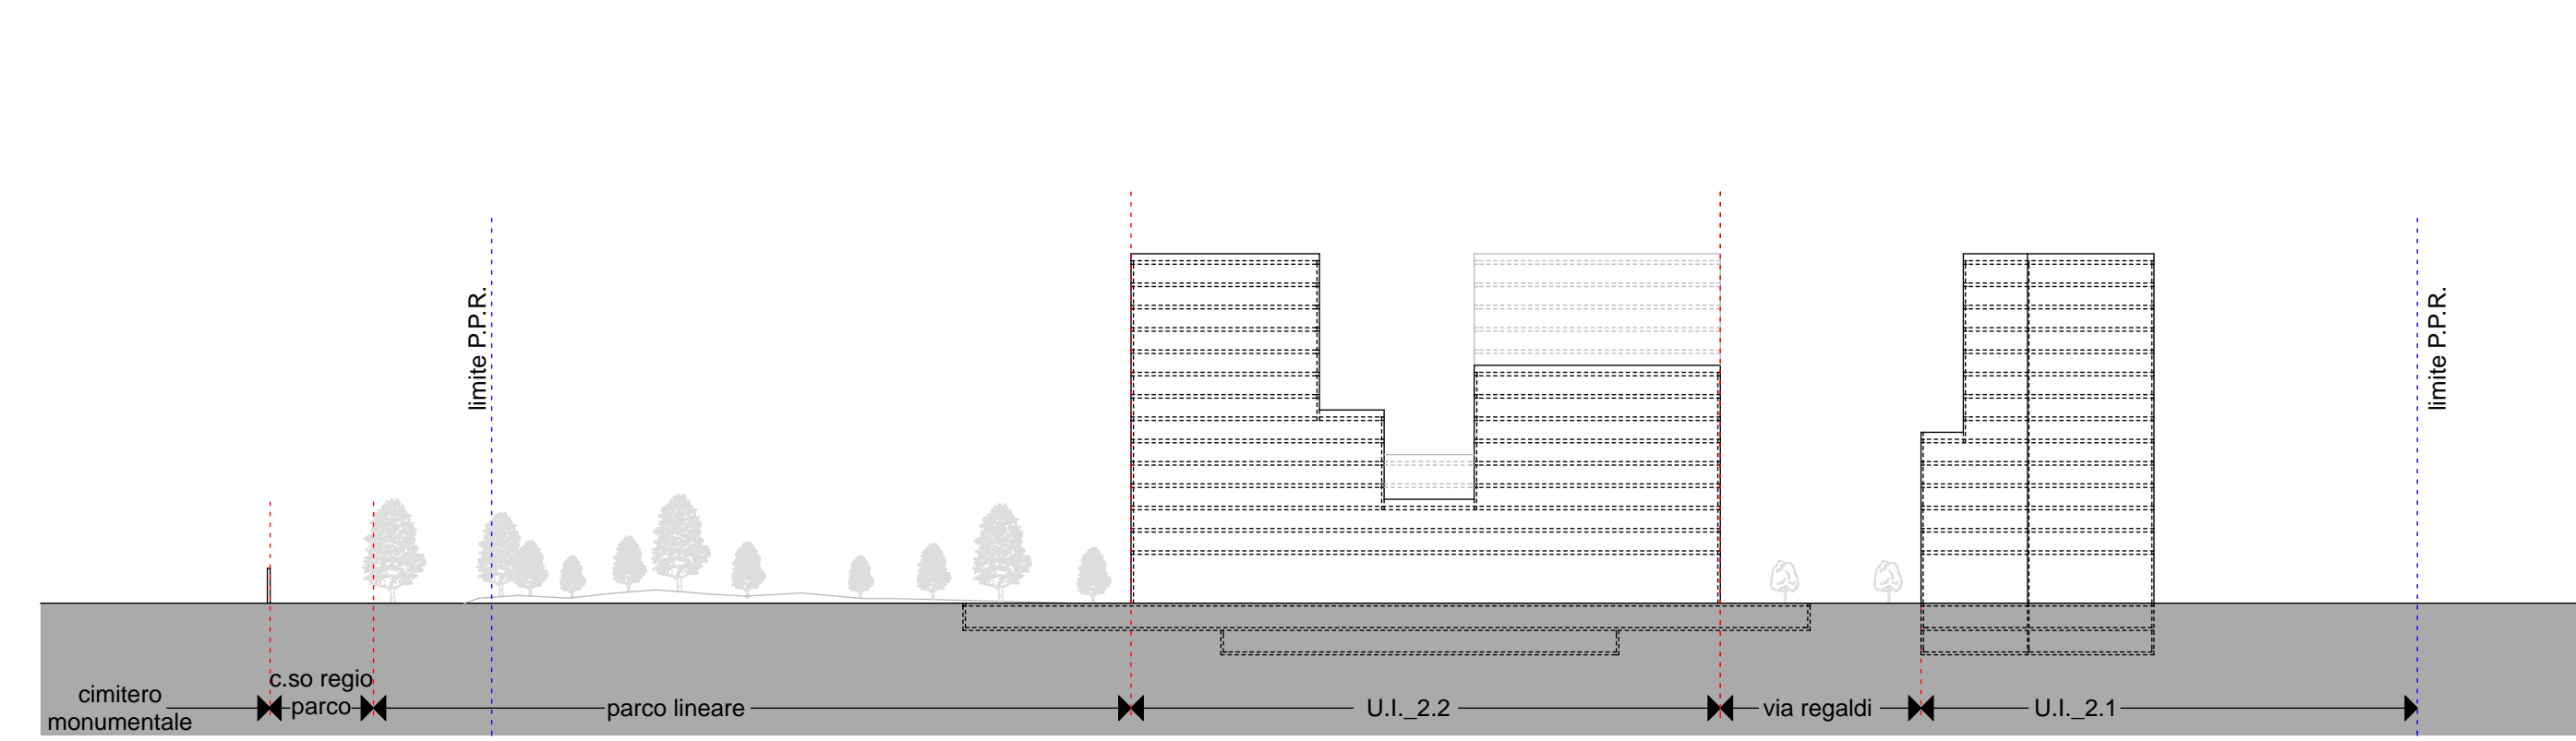 limite P.P.R.
limite P.P.R.
cimitero
monumentale
c.so regio
parco
parco lineare
U.I._2.2
via regaldi
U.I._2.1